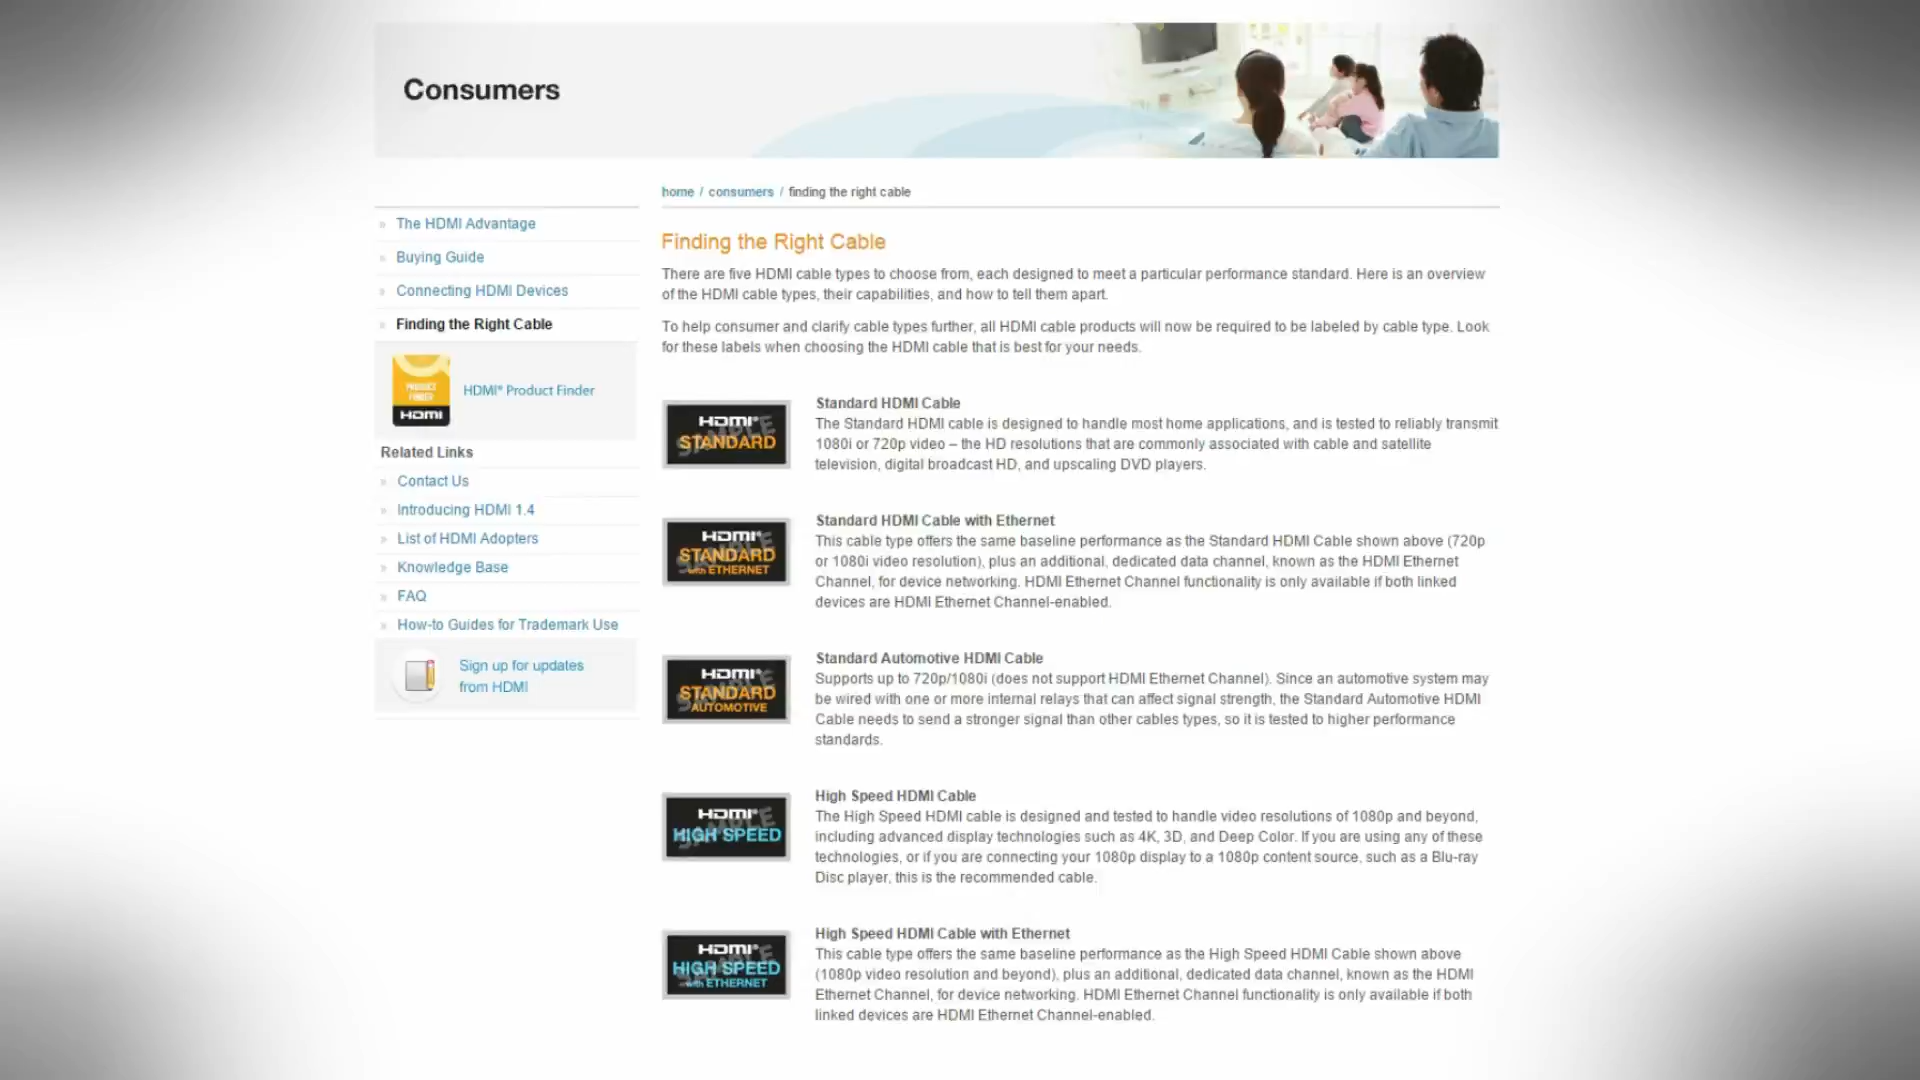 Consumers
home / consumers / finding the right cable
» The HDMI Advantage
» Buying Guide
» Connecting HDMI Devices
» Finding the Right Cable
PRODUCT
FINDER
HDMI
HDMI® Product Finder
Related Links
» Contact Us
» Introducing HDMI 1.4
» List of HDMI Adopters
» Knowledge Base
» FAQ
» How-to Guides for Trademark Use
Sign up for updates
from HDMI
Finding the Right Cable
There are five HDMI cable types to choose from, each designed to meet a particular performance standard. Here is an overview
of the HDMI cable types, their capabilities, and how to tell them apart.
To help consumer and clarify cable types further, all HDMI cable products will now be required to be labeled by cable type. Look
for these labels when choosing the HDMI cable that is best for your needs.
HDMI®
STANDARD
SAMPLE
Standard HDMI Cable
The Standard HDMI cable is designed to handle most home applications, and is tested to reliably transmit
1080i or 720p video – the HD resolutions that are commonly associated with cable and satellite
television, digital broadcast HD, and upscaling DVD players.
HDMI®
STANDARD
with ETHERNET
SAMPLE
Standard HDMI Cable with Ethernet
This cable type offers the same baseline performance as the Standard HDMI Cable shown above (720p
or 1080i video resolution), plus an additional, dedicated data channel, known as the HDMI Ethernet
Channel, for device networking. HDMI Ethernet Channel functionality is only available if both linked
devices are HDMI Ethernet Channel-enabled.
HDMI®
STANDARD
AUTOMOTIVE
SAMPLE
Standard Automotive HDMI Cable
Supports up to 720p/1080i (does not support HDMI Ethernet Channel). Since an automotive system may
be wired with one or more internal relays that can affect signal strength, the Standard Automotive HDMI
Cable needs to send a stronger signal than other cables types, so it is tested to higher performance
standards.
HDMI®
HIGH SPEED
SAMPLE
High Speed HDMI Cable
The High Speed HDMI cable is designed and tested to handle video resolutions of 1080p and beyond,
including advanced display technologies such as 4K, 3D, and Deep Color. If you are using any of these
technologies, or if you are connecting your 1080p display to a 1080p content source, such as a Blu-ray
Disc player, this is the recommended cable.
HDMI®
HIGH SPEED
with ETHERNET
SAMPLE
High Speed HDMI Cable with Ethernet
This cable type offers the same baseline performance as the High Speed HDMI Cable shown above
(1080p video resolution and beyond), plus an additional, dedicated data channel, known as the HDMI
Ethernet Channel, for device networking. HDMI Ethernet Channel functionality is only available if both
linked devices are HDMI Ethernet Channel-enabled.